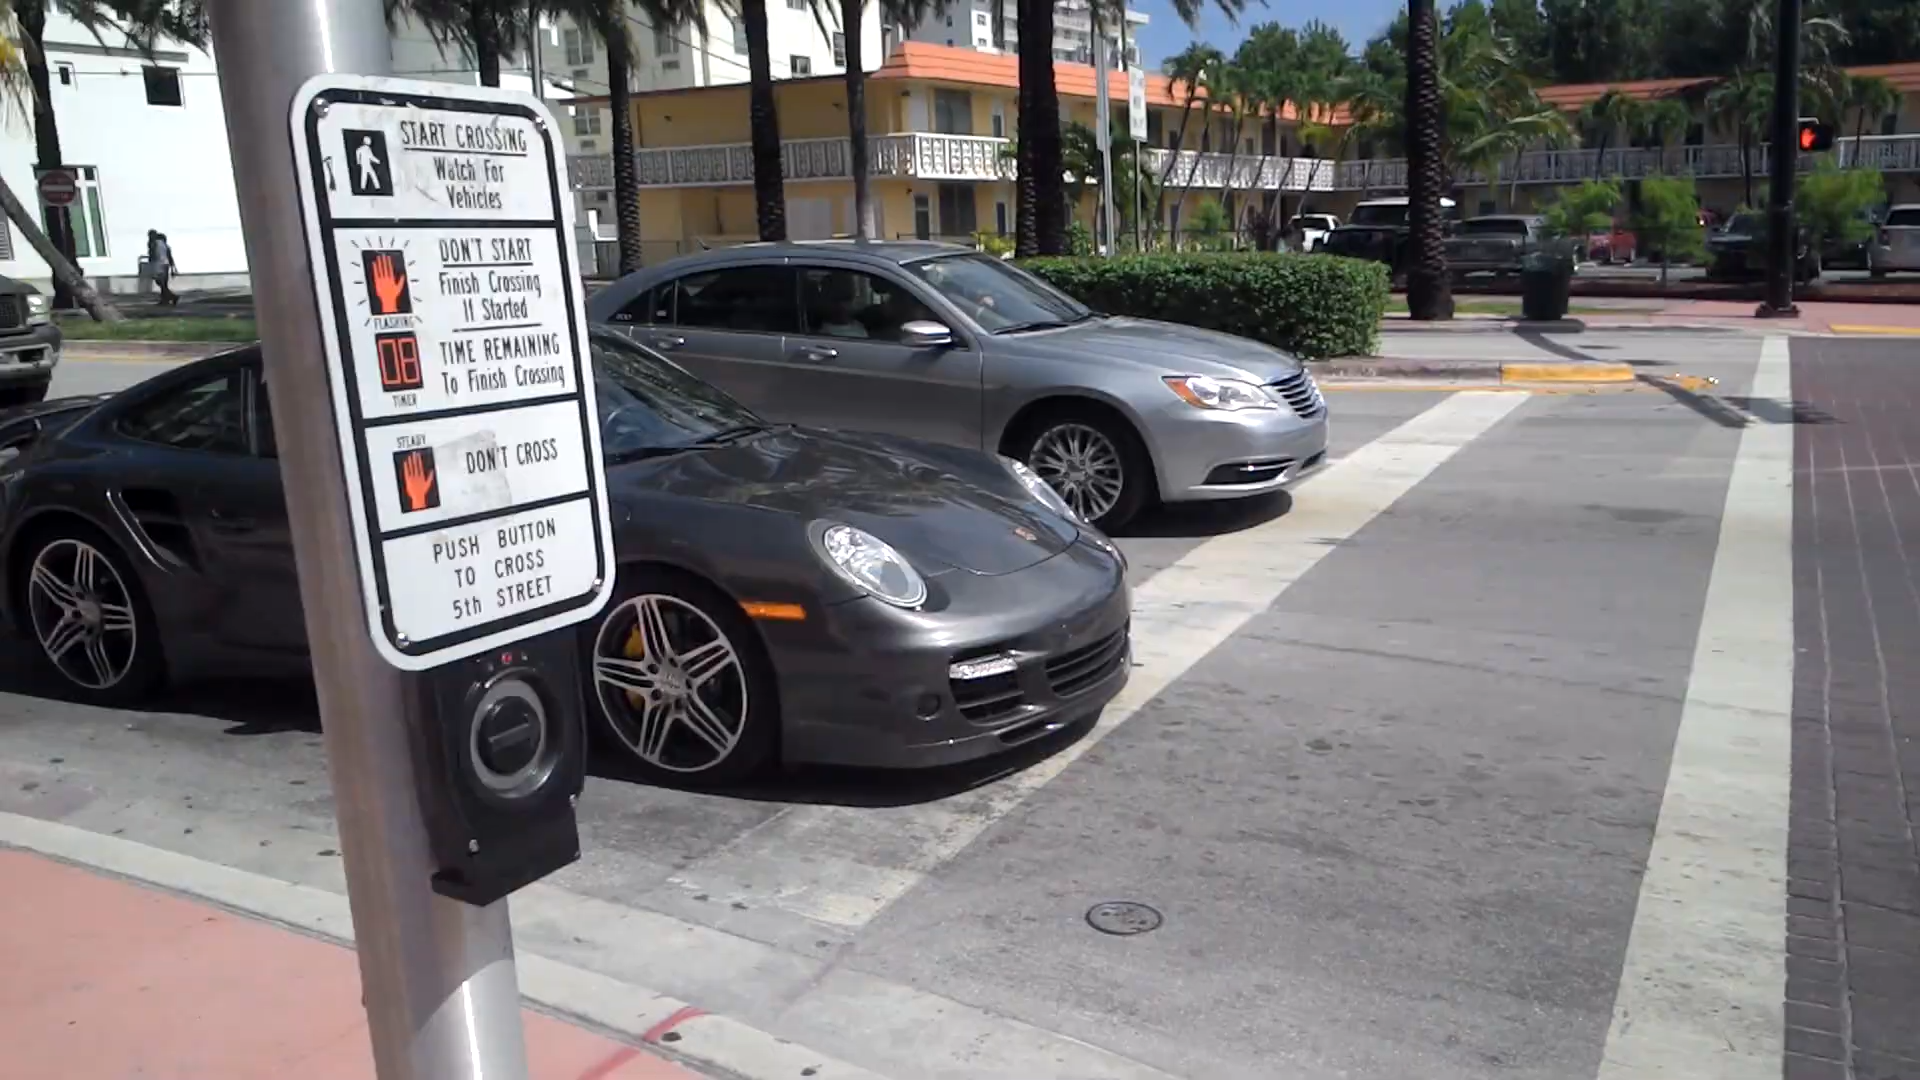 START CROSSING
Watch For
Vehicles
DON'T START
Finish Crossing
If Started
FLASHING
08
TIMER
TIME REMAINING
To Finish Crossing
STEADY
DON'T CROSS
PUSH BUTTON
TO CROSS
5th STREET